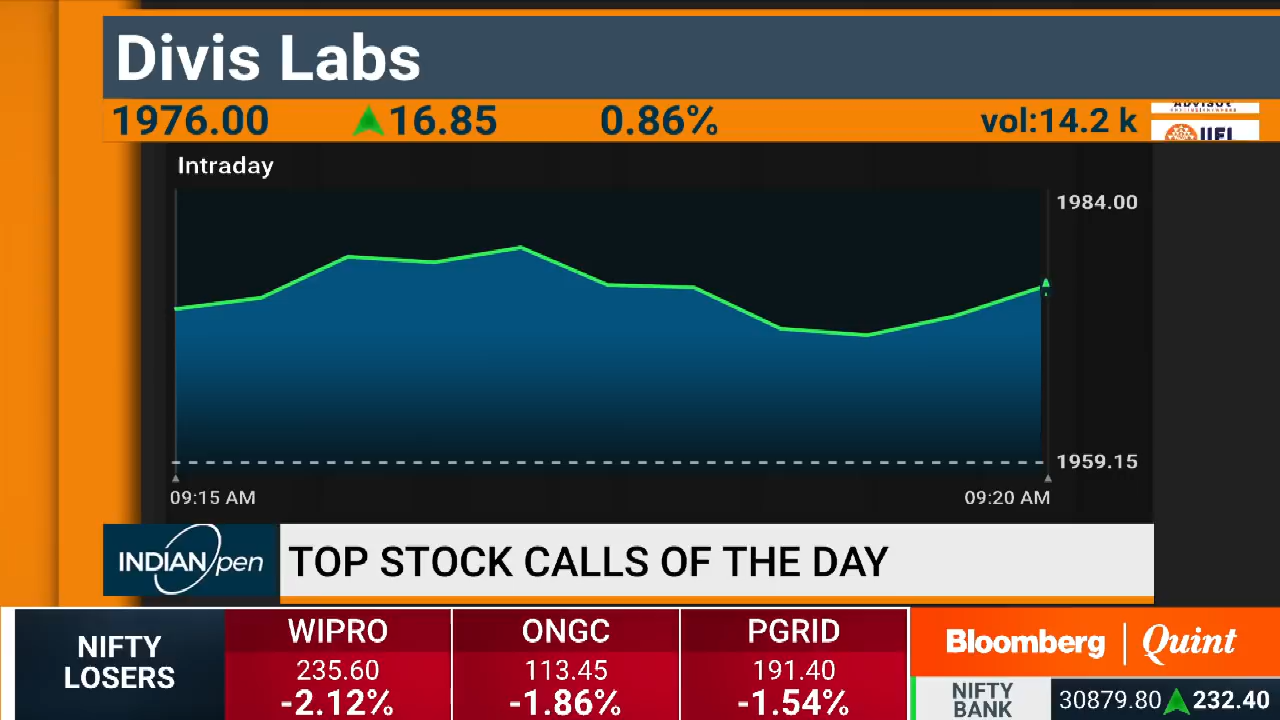 Divis Labs
1976.00 16.85 0.86% vol:14.2 k
IIFL
Intraday
1984.00
1959.15
09:15 AM 09:20 AM
INDIAN Open TOP STOCK CALLS OF THE DAY
NIFTY LOSERS
WIPRO ONGC PGRID
235.60 113.45 191.40
-2.12% -1.86% -1.54%
Bloomberg | Quint
NIFTY BANK 30879.80 232.40